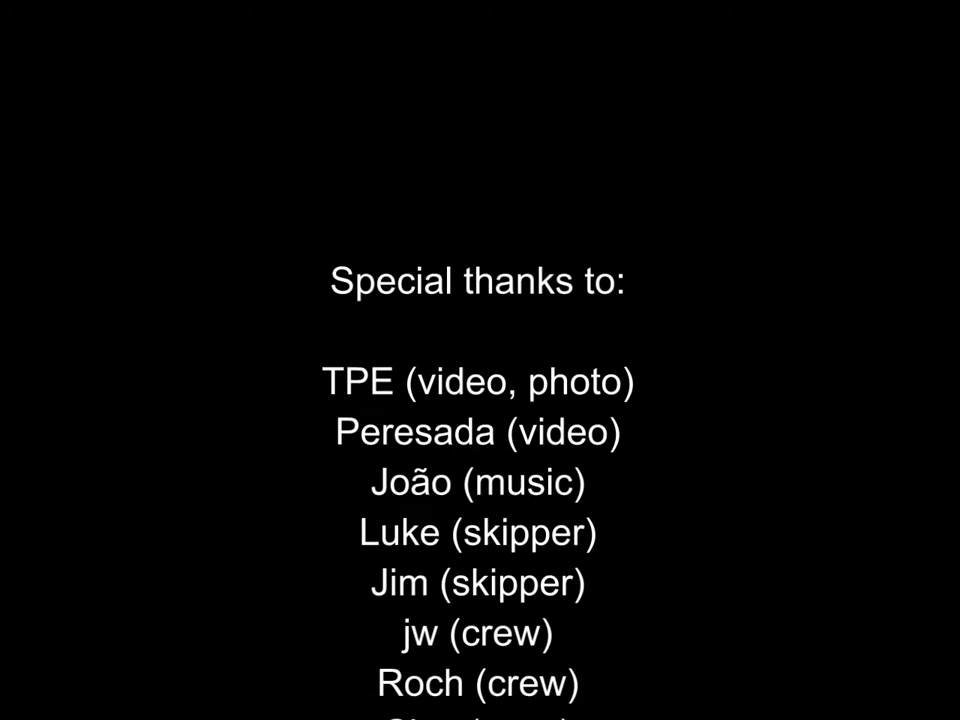 Special thanks to:
TPE (video, photo)
Peresada (video)
João (music)
Luke (skipper)
Jim (skipper)
jw (crew)
Roch (crew)